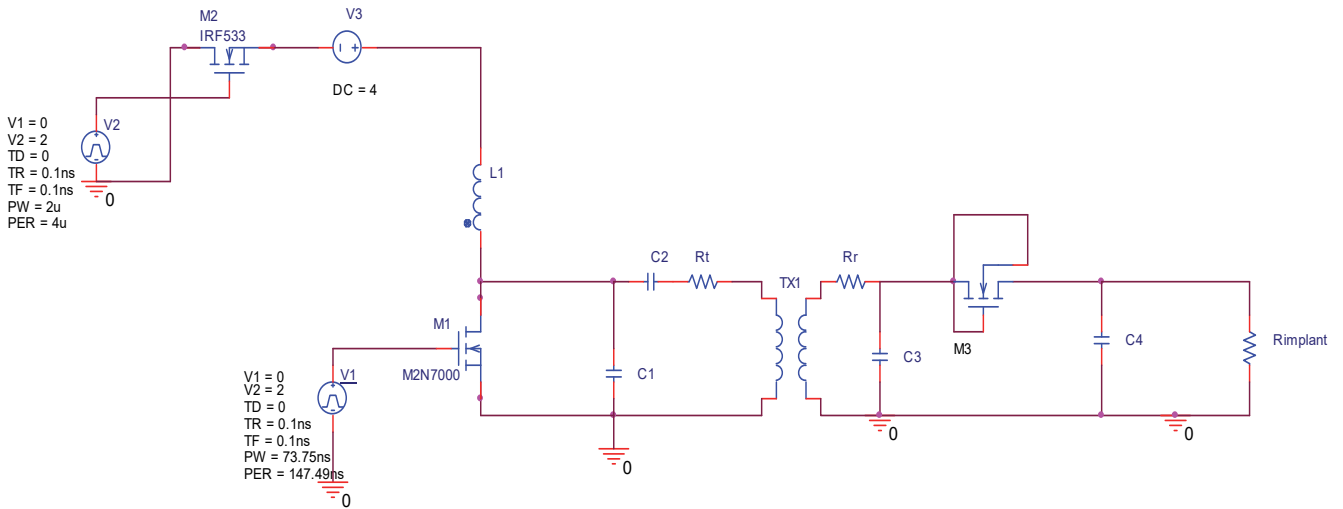 M2
IRF533
V3
DC = 4
V2
V1 = 0
V2 = 2
TD = 0
TR = 0.1ns
TF = 0.1ns
PW = 2u
PER = 4u
0
L1
C2
Rt
TX1
Rr
M1
M2N7000
C1
C3
M3
C4
Rimplant
V1
V1 = 0
V2 = 2
TD = 0
TR = 0.1ns
TF = 0.1ns
PW = 73.75ns
PER = 147.49ns
0
0
0
0